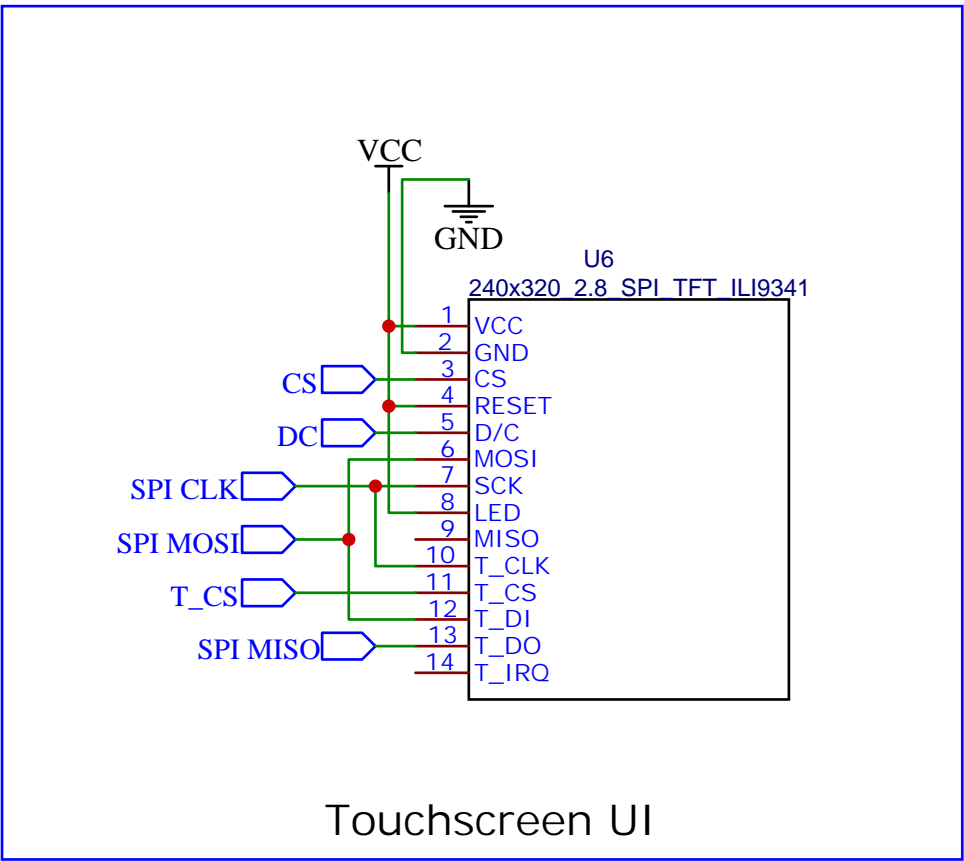 VCC
GND
U6
240x320_2.8_SPI_TFT_ILI9341
1 VCC
2 GND
CS 3 CS
4 RESET
DC 5 D/C
6 MOSI
SPI CLK 7 SCK
8 LED
SPI MOSI 9 MISO
10 T_CLK
T_CS 11 T_CS
12 T_DI
SPI MISO 13 T_DO
14 T_IRQ
Touchscreen UI